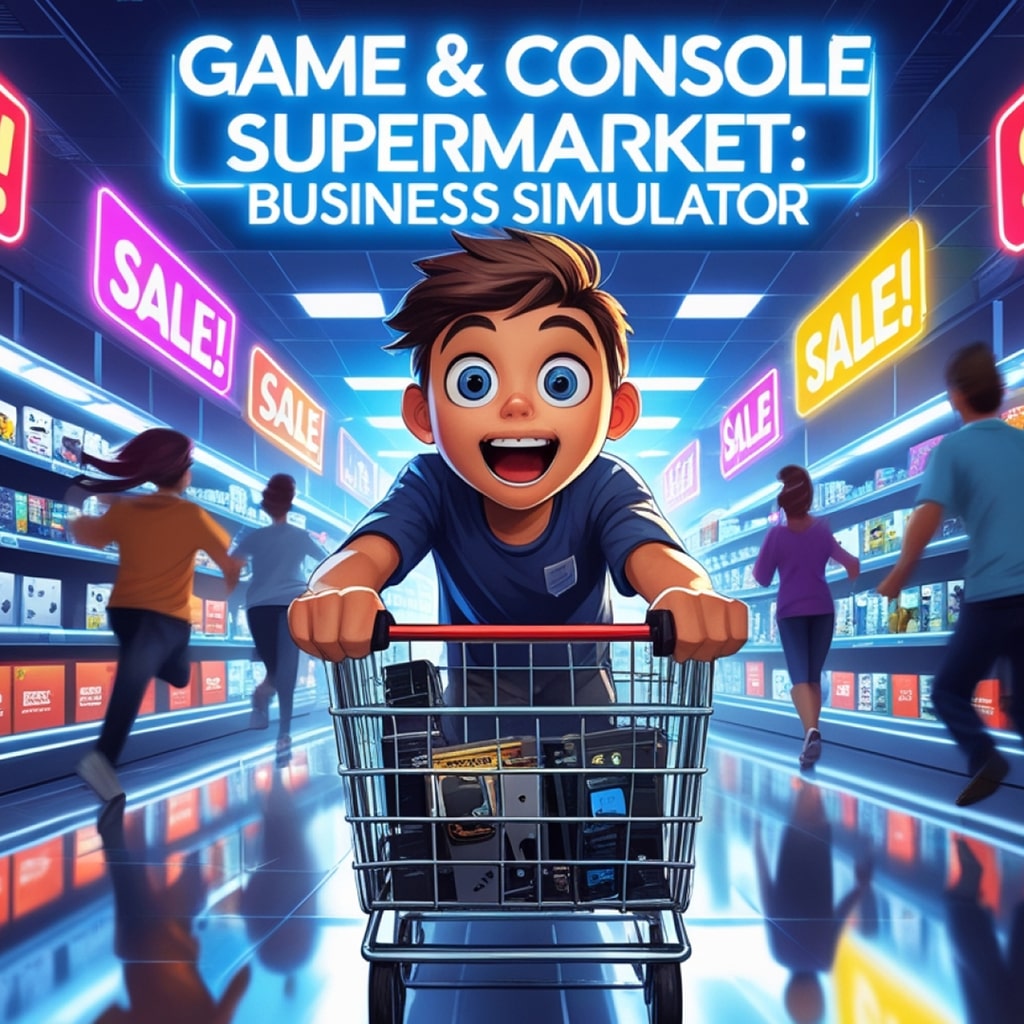 GAME & CONSOLE
SUPERMARKET:
BUSINESS SIMULATOR
SALE!
SALE
SALE!
SALE